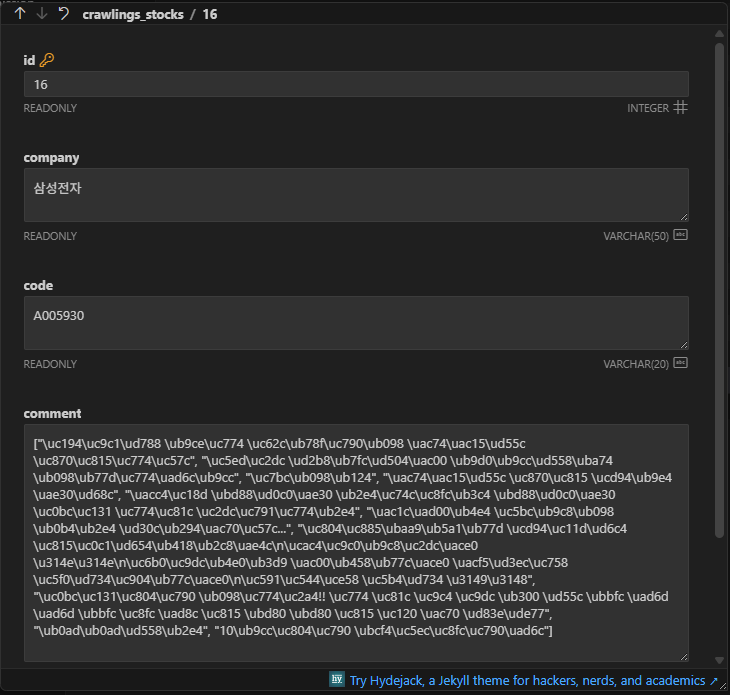 crawlings_stocks / 16
id
16
READONLY
INTEGER
company
삼성전자
READONLY
VARCHAR(50)
code
A005930
READONLY
VARCHAR(20)
comment
["\uc194\uc9c1\ud788 \ub9ce\uc774 \uc62c\ub78f\uc790\ub098 \uac74\uac15\ud55c
\uc870\uc815\uc774\uc57c", "\uc5ed\uc2dc \ud2b8\ub7fc\ud504\uac00 \ub9d0\ub9cc\ud558\uba74
\ub098\ub77d\uc774\uad6c\ub9cc", "\uc7bc\ub098\ub124", "\uac74\uac15\ud55c \uc870\uc815 \ucd94\ub9e4
\uae30\ud68c", "\uacc4\uc18d \ubd88\ud0c0\uae30 \ub2e4\uc74c\uc8fc\ub3c4 \ubd88\ud0c0\uae30
\uc0bc\uc131 \uc774\uc81c \uc2dc\uc791\uc774\ub2e4", "\uac1c\uad00\ub4e4 \uc5bc\ub9c8\ub098
\ub0b4\ub2e4 \ud30c\ub294\uac70\uc57c...", "\uc804\uc885\ubaa9\ub5a1\ub77d \ucd94\uc11d\ud6c4
\uc815\uc0c1\ud654\ub418\ub2c8\uae4c\n\ucac4\uc9c0\ub9c8\uc2dc\uace0
\u314e\u314e\n\uc6b0\uc9dc\ub4e0\ub3d9 \uac00\ub458\ub77c\uace0 \uacf5\ud3ec\uc758
\uc5f0\ud734\uc904\ub77c\uace0\n\uc591\uc544\uce58 \uc5b4\ud734 \u3149\u3148",
"\uc0bc\uc131\uc804\uc790 \ub098\uc774\uc2a4!! \uc774 \uc81c \uc9c4 \uc9dc \ub300 \ud55c \ubbfc \uad6d
\uad6d \ubbfc \uc8fc \uad8c \uc815 \ubd80 \ubd80 \uc815 \uc120 \uac70 \ud83e\ude77",
"\ub0ad\ub0ad\ud558\ub2e4", "10\ub9cc\uc804\uc790 \ubcf4\uc5ec\uc8fc\uc790\uad6c"]
hy Try Hydejack, a Jekyll theme for hackers, nerds, and academics ↗